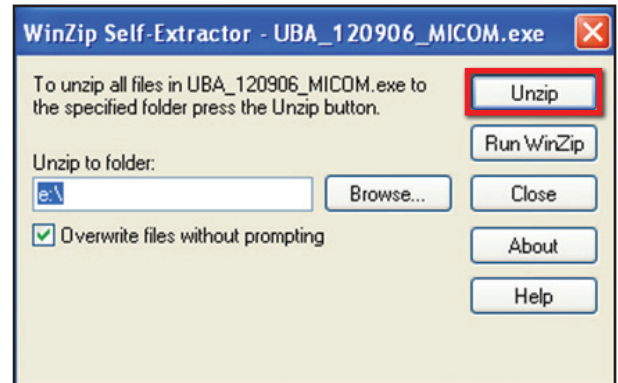 WinZip Self-Extractor - UBA_120906_MICOM.exe
To unzip all files in UBA_120906_MICOM.exe to
the specified folder press the Unzip button.
Unzip to folder:
e:\
Browse...
Overwrite files without prompting
Unzip
Run WinZip
Close
About
Help